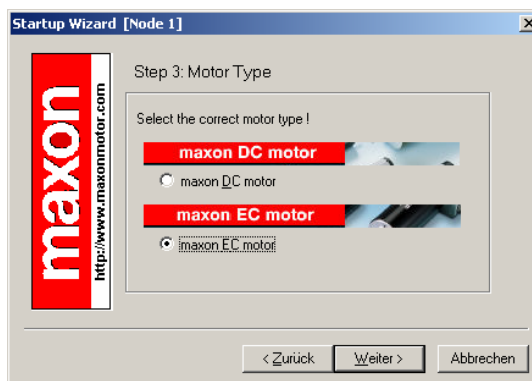 Startup Wizard [Node 1]
maxon
http://www.maxonmotor.com
Step 3: Motor Type
Select the correct motor type !
maxon DC motor
maxon DC motor
maxon EC motor
maxon EC motor
< Zurück
Weiter >
Abbrechen